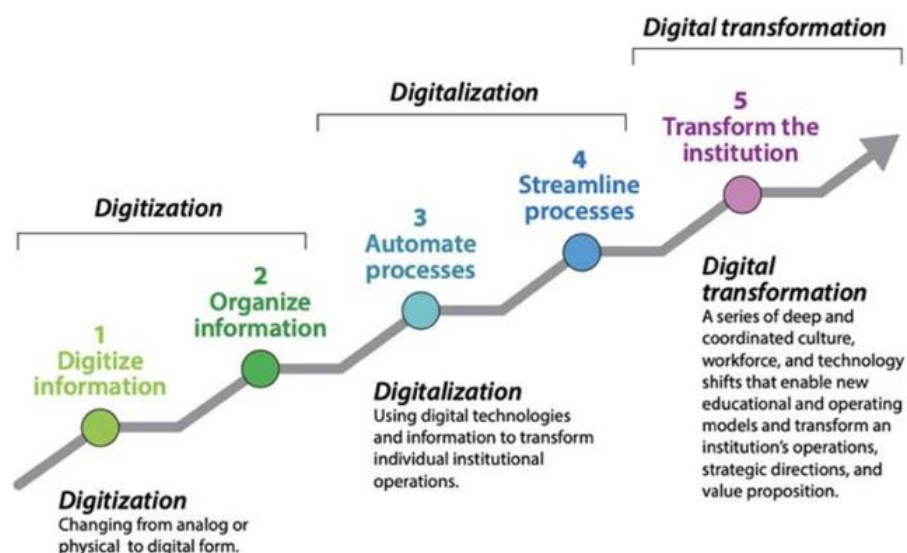 Digital transformation
Digitalization
5
Transform the
institution
4
Streamline
processes
Digitization
3
Automate
processes
2
Organize
information
1
Digitize
information
Digital
transformation
A series of deep and
coordinated culture,
workforce, and technology
shifts that enable new
educational and operating
models and transform an
institution's operations,
strategic directions, and
value proposition.
Digitalization
Using digital technologies
and information to transform
individual institutional
operations.
Digitization
Changing from analog or
physical to digital form.